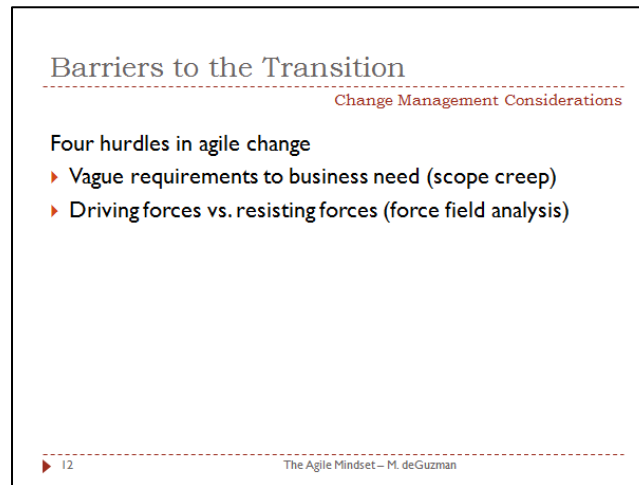 Barriers to the Transition
Change Management Considerations
Four hurdles in agile change
Vague requirements to business need (scope creep)
Driving forces vs. resisting forces (force field analysis)
12
The Agile Mindset – M. deGuzman